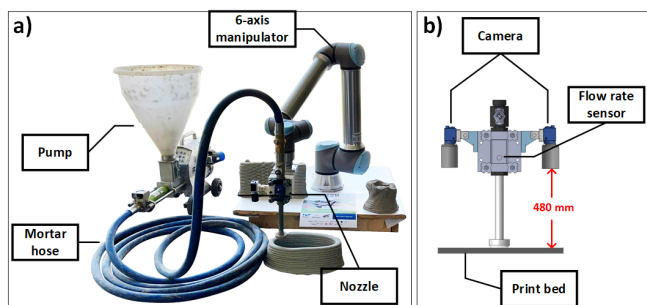 a)
6-axis
manipulator
Pump
Mortar
hose
Nozzle
b)
Camera
Flow rate
sensor
480 mm
Print bed